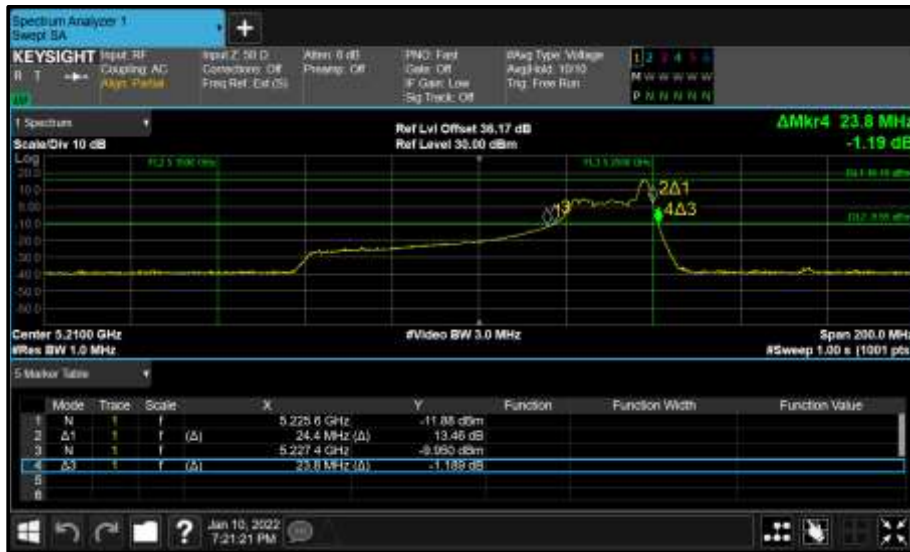 Spectrum Analyzer 1
Swept SA
+
KEYSIGHT
R T
Input: RF
Coupling: AC
Align: Partial
Input Z: 50 Ω
Corrections: Off
Freq Ref: Ext (S)
Atten: 6 dB
Preamp: Off
PNO: Fast
Gate: Off
IF Gain: Low
Sig Track: Off
#Avg Type: Voltage
Avg|Hold: 10/10
Trig: Free Run
1 2 3 4 5 6
M W W W W W
P N N N N N
1 Spectrum
Scale/Div 10 dB
Ref Lvl Offset 36.17 dB
Ref Level 30.00 dBm
ΔMkr4 23.8 MHz
-1.19 dB
Log
20.0
10.0
0.00
-10.0
-20.0
-30.0
-40.0
-50.0
13
2Δ1
4Δ3
Center 5.2100 GHz
#Res BW 1.0 MHz
#Video BW 3.0 MHz
Span 200.0 MHz
#Sweep 1.00 s (1001 pts
5 Marker Table
Mode Trace Scale X Y Function Function Width Function Value
1 N 1 f 5.225 6 GHz -11.88 dBm
2 Δ1 1 f (Δ) 24.4 MHz (Δ) 13.46 dB
3 N 1 f 5.227 4 GHz -9.960 dBm
4 Δ3 1 f (Δ) 23.8 MHz (Δ) -1.189 dB
5
6
?
Jan 10, 2022
7:21:21 PM